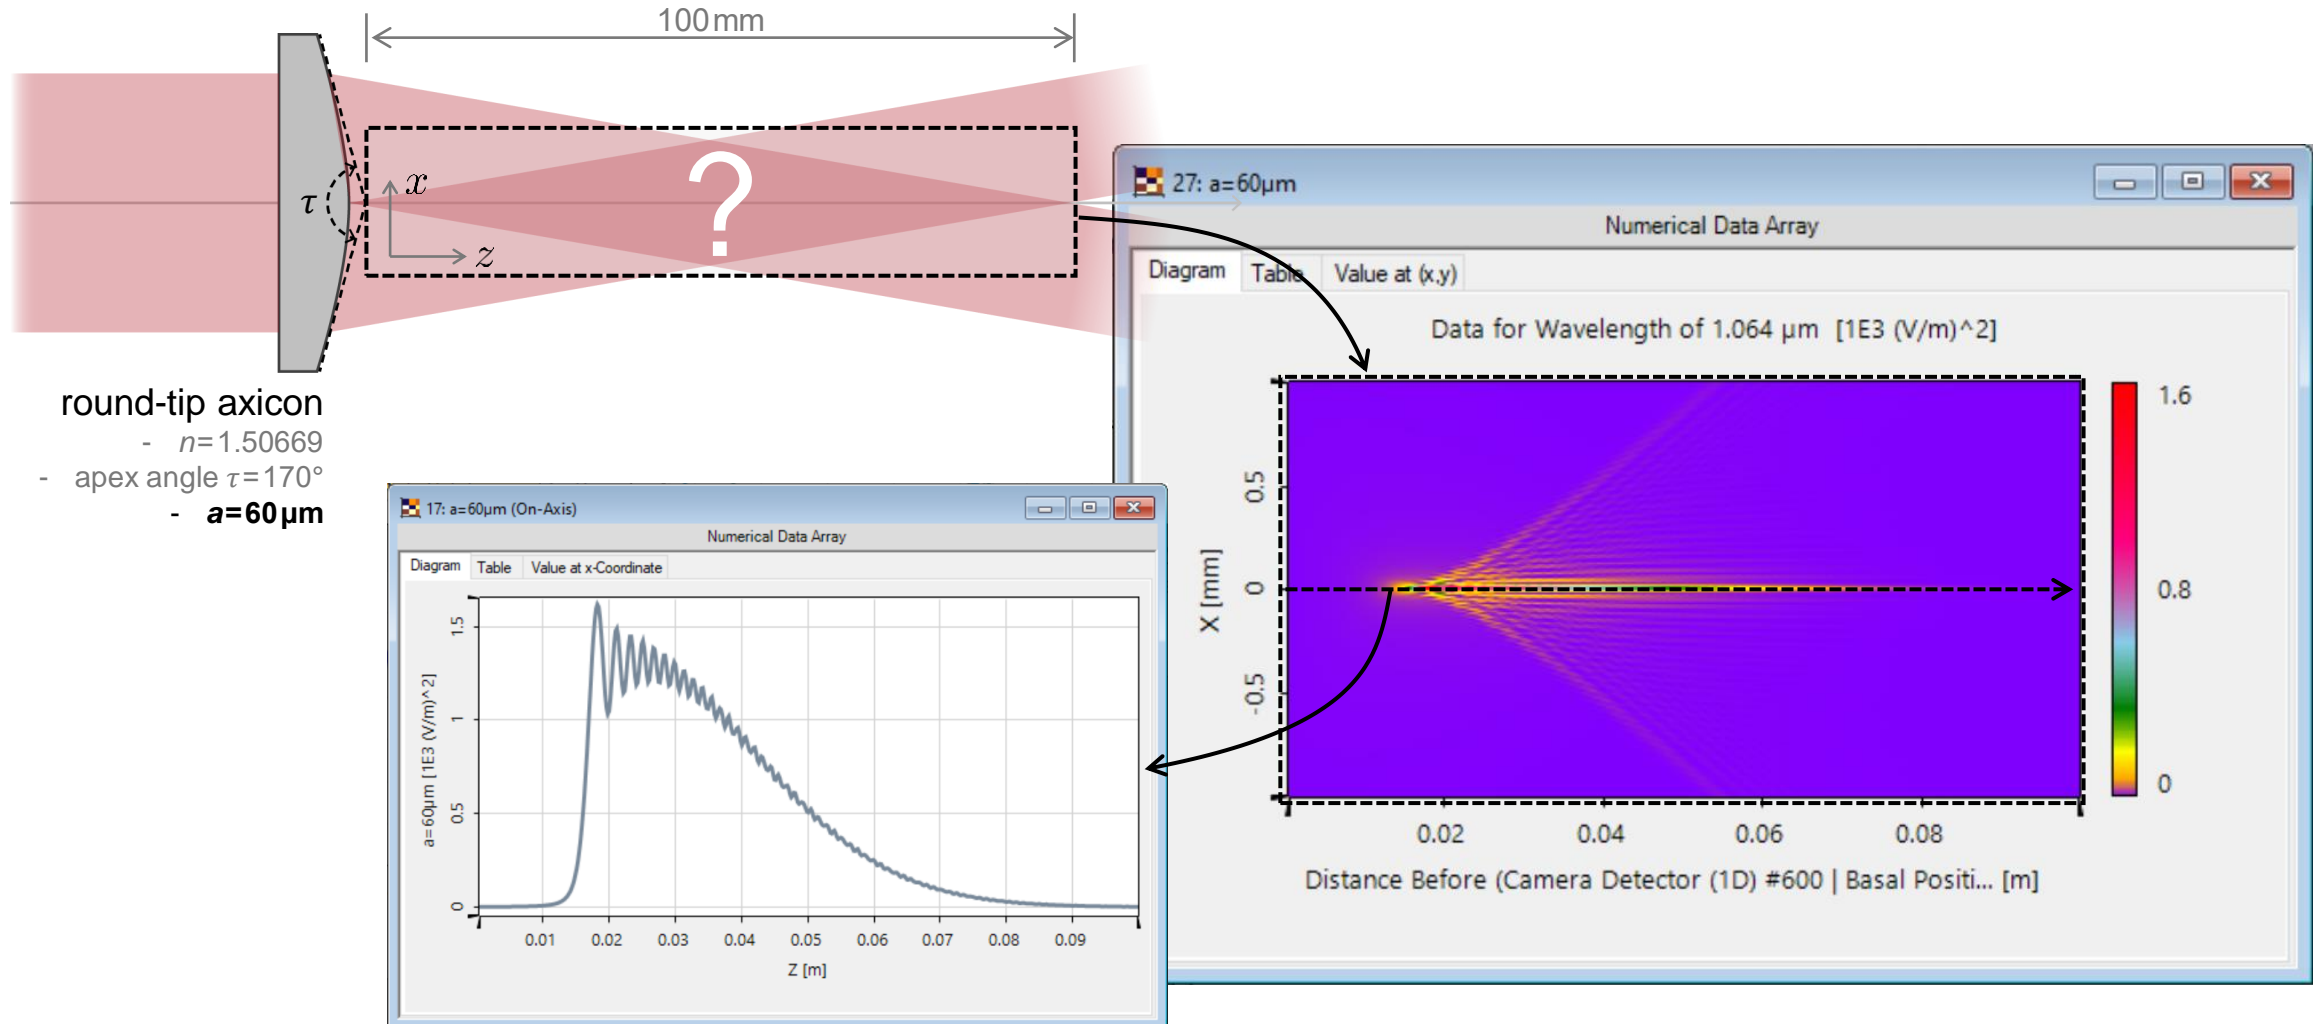 100 mm
τ
x
z
?
round-tip axicon
- n=1.50669
- apex angle τ=170°
- a=60µm
27: a=60µm
Numerical Data Array
Diagram Table Value at (x,y)
Data for Wavelength of 1.064 µm [1E3 (V/m)^2]
X [mm]
0.5
0
-0.5
1.6
0.8
0
0.02 0.04 0.06 0.08
Distance Before (Camera Detector (1D) #600 | Basal Positi... [m]
17: a=60µm (On-Axis)
Numerical Data Array
Diagram Table Value at x-Coordinate
a=60µm [1E3 (V/m)^2]
1.5
1
0.5
0
0.01 0.02 0.03 0.04 0.05 0.06 0.07 0.08 0.09
Z [m]